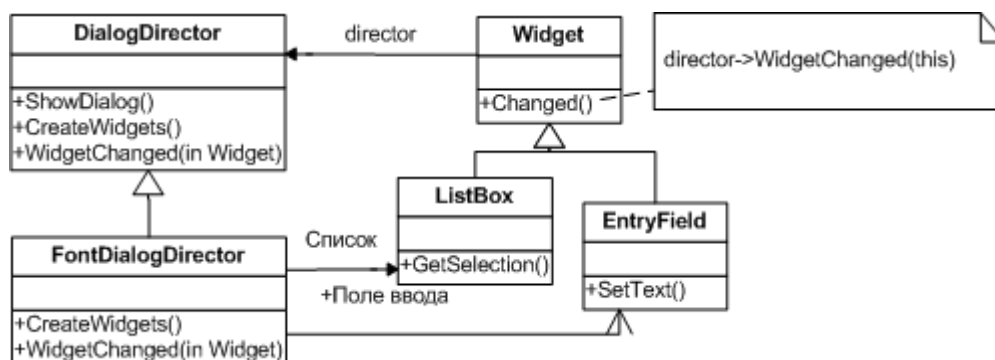 DialogDirector
+ShowDialog()
+CreateWidgets()
+WidgetChanged(in Widget)
director
Widget
+Changed()
director->WidgetChanged(this)
ListBox
+GetSelection()
EntryField
+SetText()
FontDialogDirector
+CreateWidgets()
+WidgetChanged(in Widget)
Список
+Поле ввода